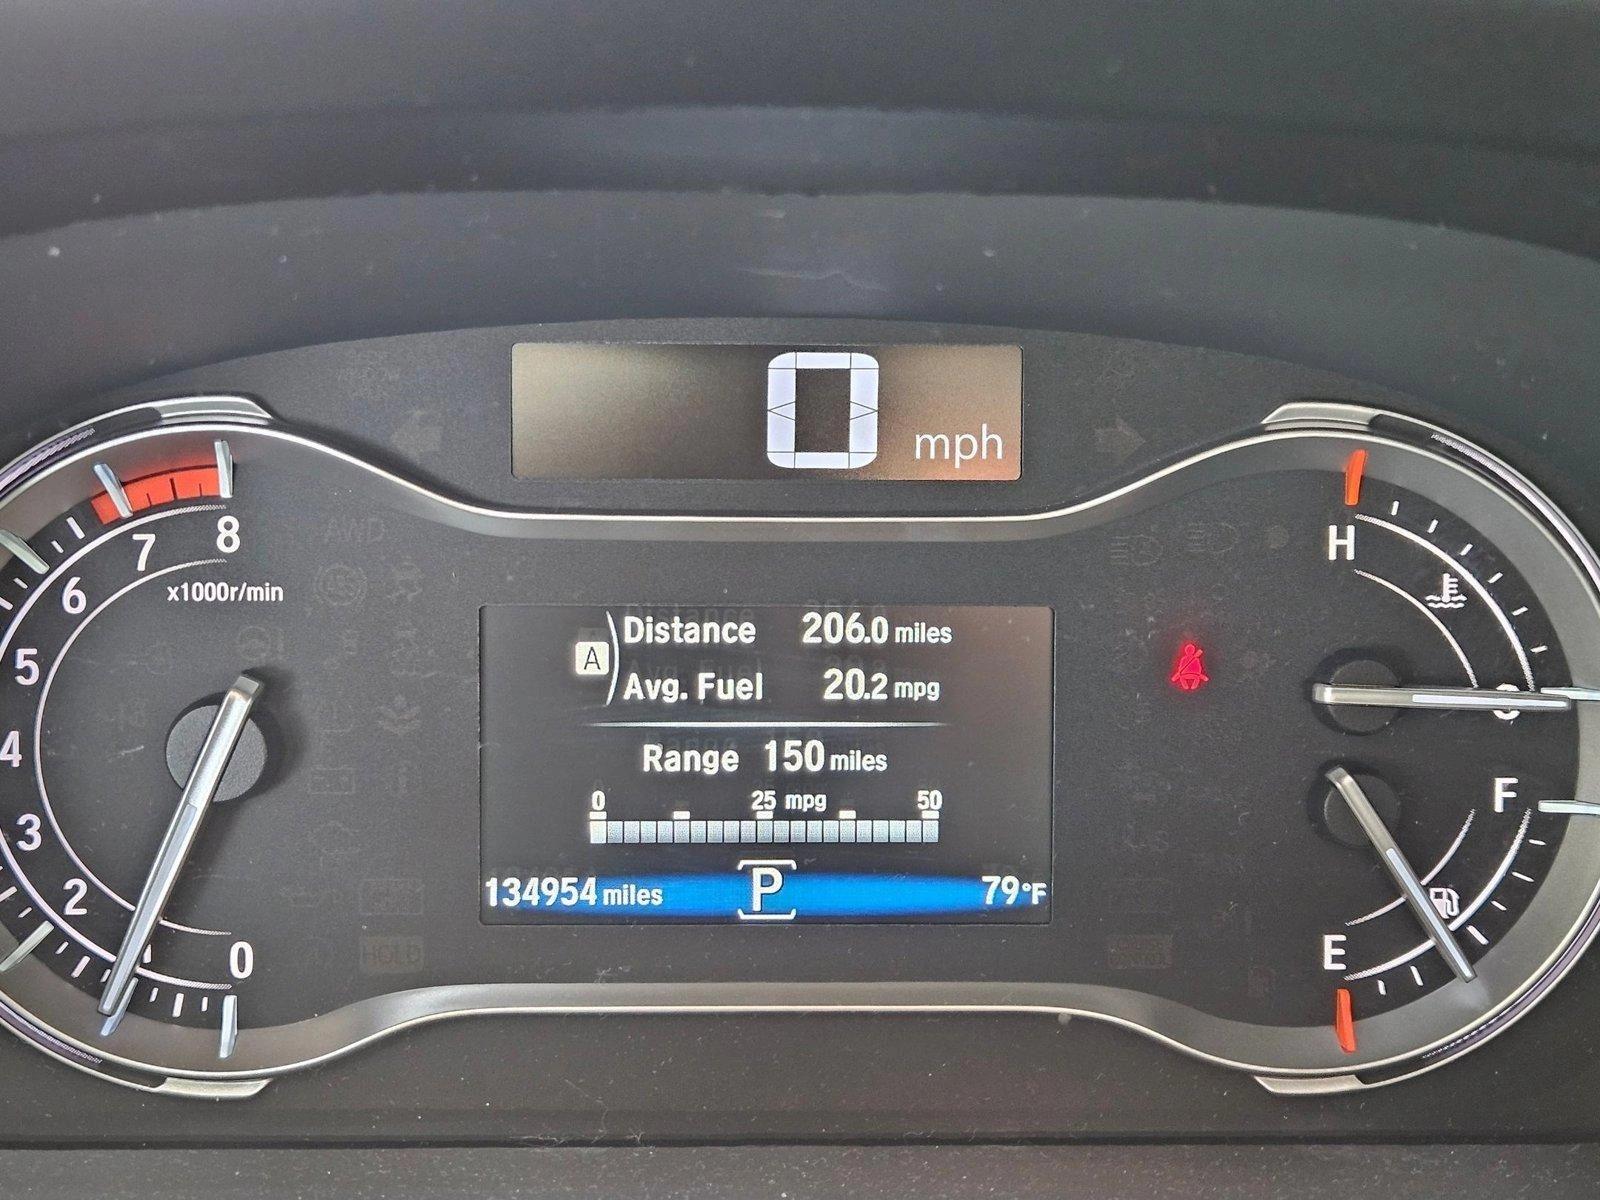 0 mph
8
7
6
5
4
3
2
0
x1000r/min
AWD
HOLD
A
Distance 206.0 miles
Avg. Fuel 20.2 mpg
Range 150 miles
0 25 mpg 50
134954 miles P 79°F
H
C
F
E